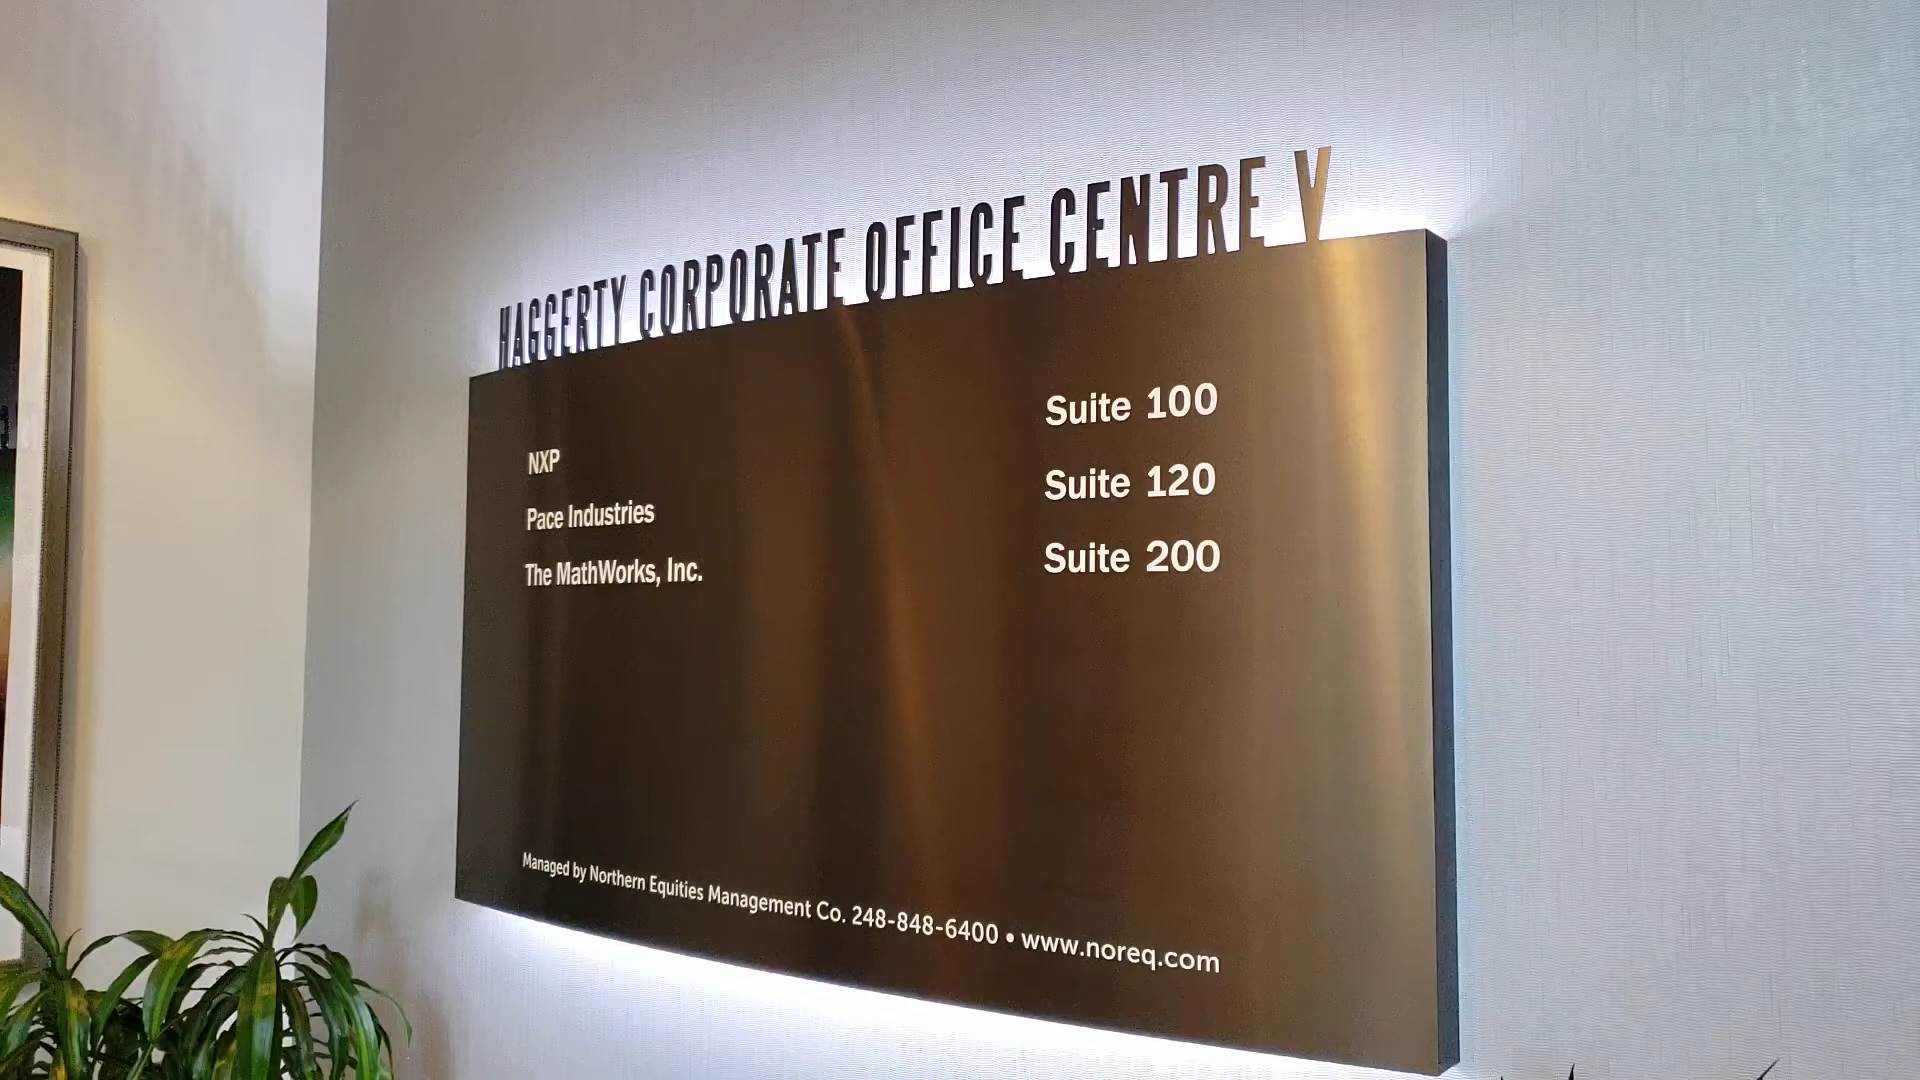 HAGGERTY CORPORATE OFFICE CENTRE V
NXP Suite 100
Pace Industries Suite 120
The MathWorks, Inc. Suite 200
Managed by Northern Equities Management Co. 248-848-6400 • www.noreq.com